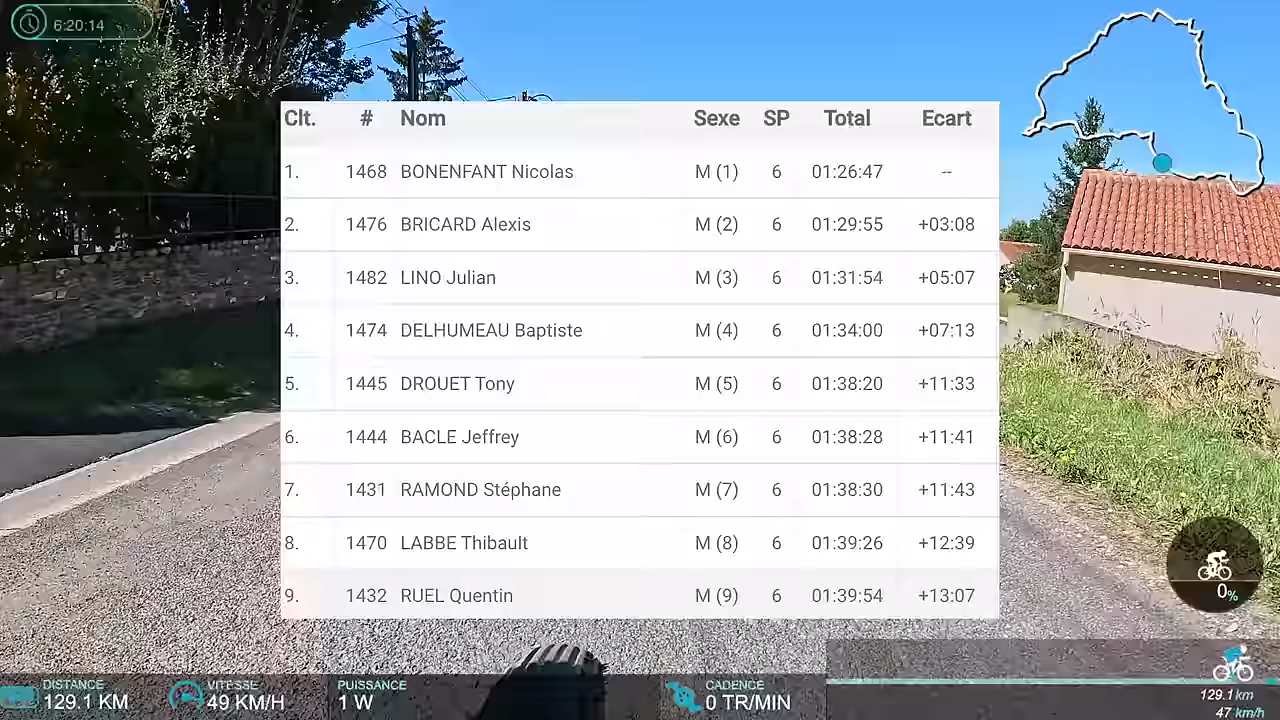 6:20:14
Clt. # Nom Sexe SP Total Ecart
1. 1468 BONENFANT Nicolas M (1) 6 01:26:47 --
2. 1476 BRICARD Alexis M (2) 6 01:29:55 +03:08
3. 1482 LINO Julian M (3) 6 01:31:54 +05:07
4. 1474 DELHUMEAU Baptiste M (4) 6 01:34:00 +07:13
5. 1445 DROUET Tony M (5) 6 01:38:20 +11:33
6. 1444 BACLE Jeffrey M (6) 6 01:38:28 +11:41
7. 1431 RAMOND Stéphane M (7) 6 01:38:30 +11:43
8. 1470 LABBE Thibault M (8) 6 01:39:26 +12:39
9. 1432 RUEL Quentin M (9) 6 01:39:54 +13:07
0%
DISTANCE VITESSE PUISSANCE CADENCE
129.1 KM 49 KM/H 1 W 0 TR/MIN
129.1 km
47 km/h